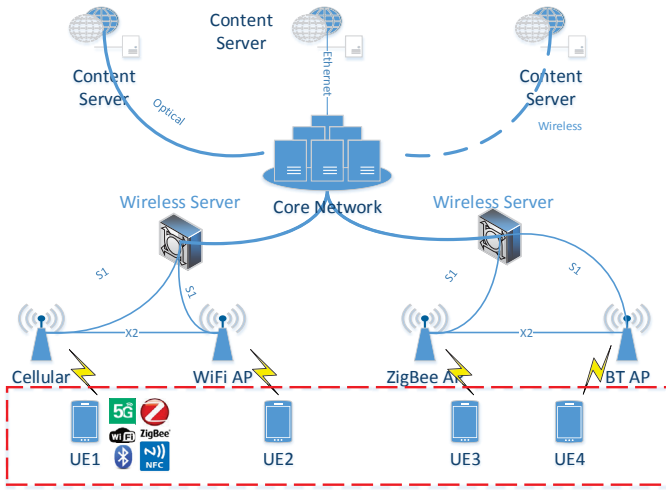 Content
Server
Content
Server
Content
Server
Optical
Ethernet
Wireless
Core Network
Wireless Server
Wireless Server
S1
S1
S1
S1
X2
X2
Cellular
WiFi AP
ZigBee AP
BT AP
5G
WiFi
ZigBee
N
NFC
UE1
UE2
UE3
UE4